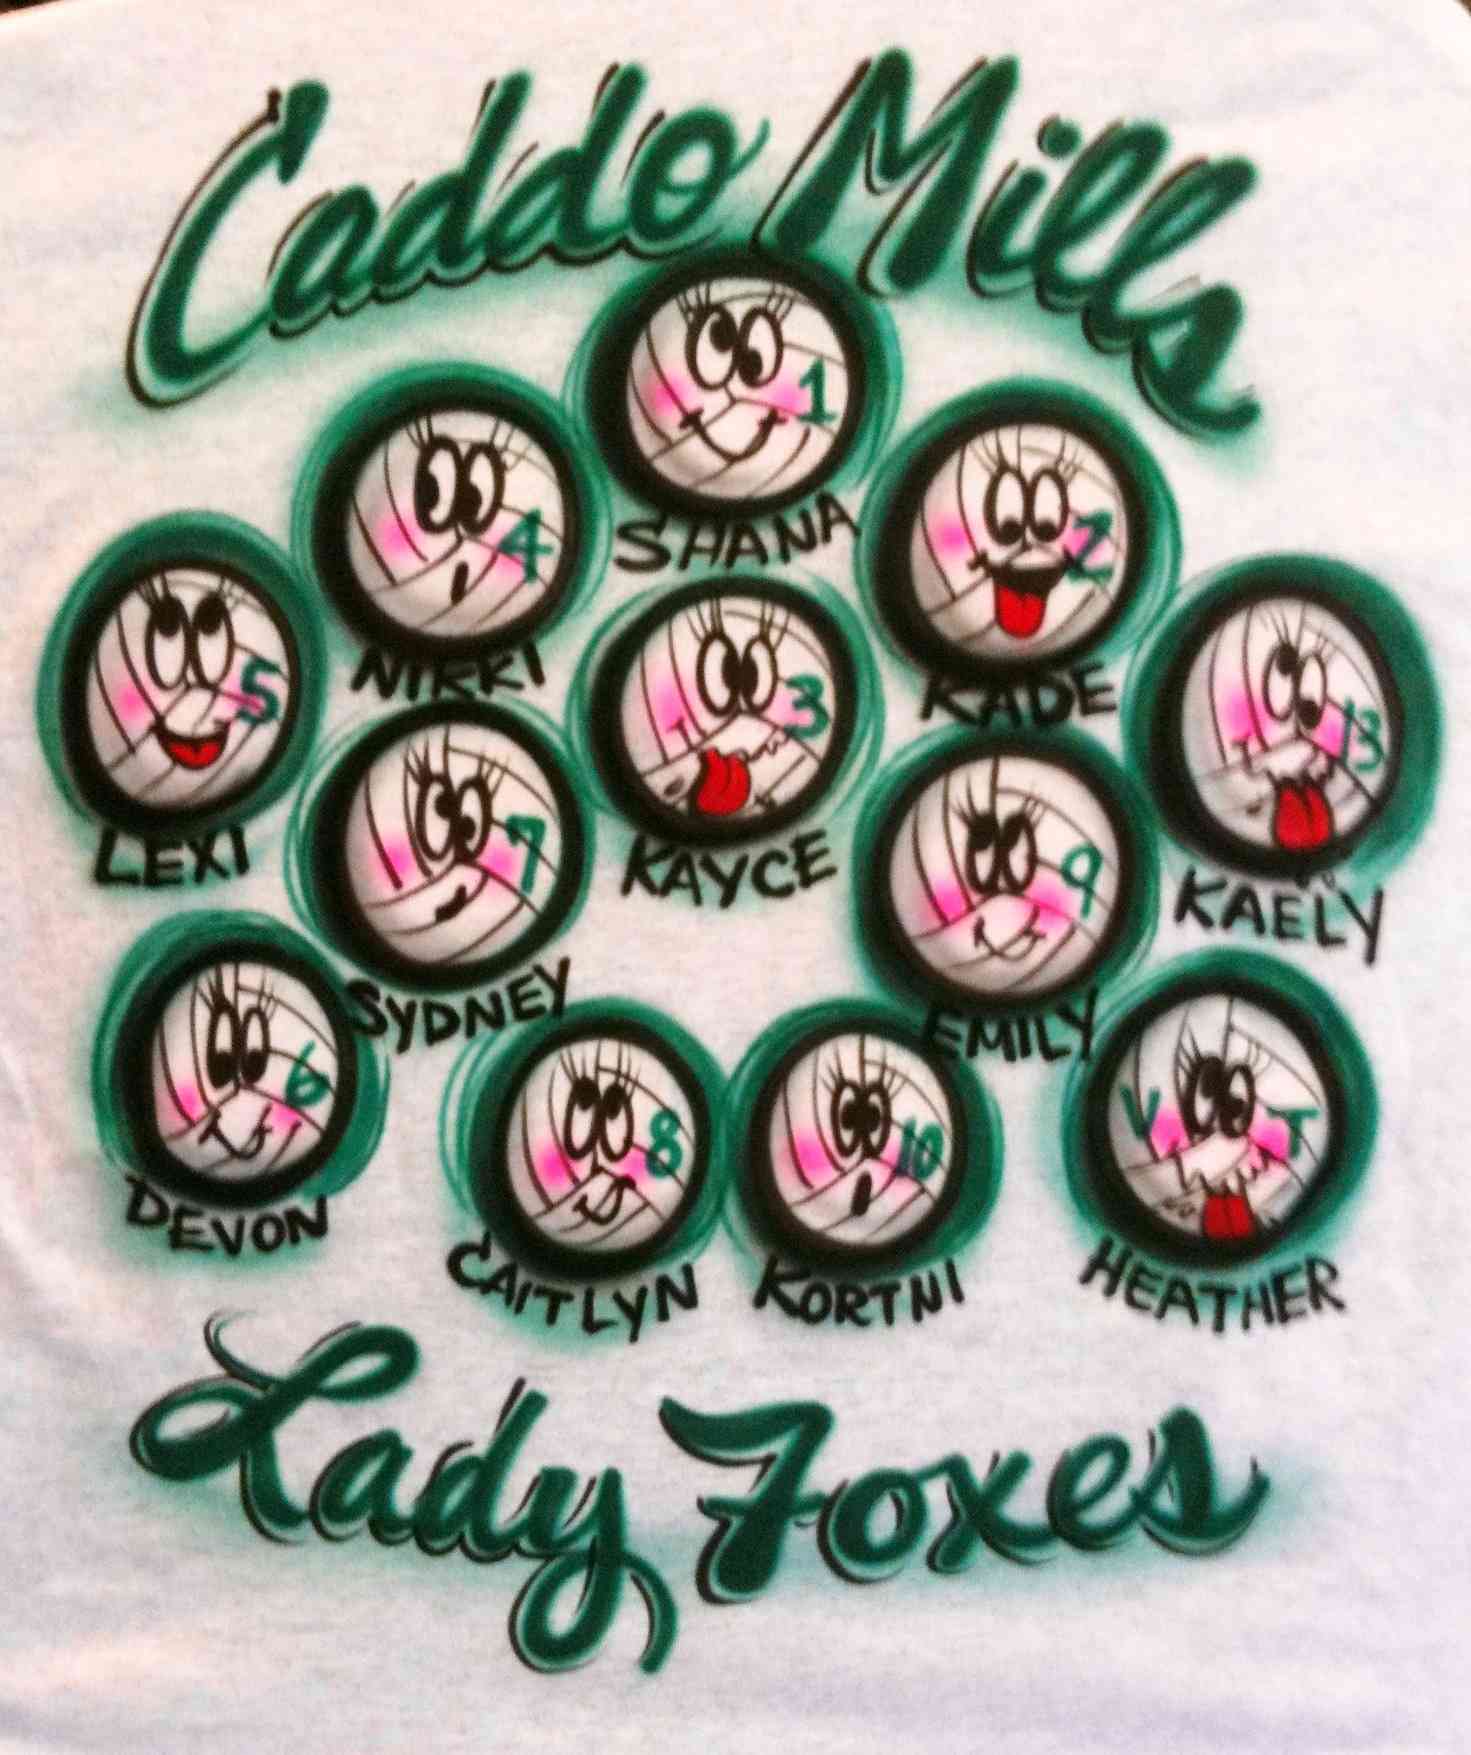 Caddo Mills
1
SHANA
4
NIKKI
2
KADE
5
LEXI
3
KAYCE
13
KAELY
7
SYDNEY
9
EMILY
6
DEVON
8
CAITLYN
10
KORTNI
V T
HEATHER
Lady Foxes